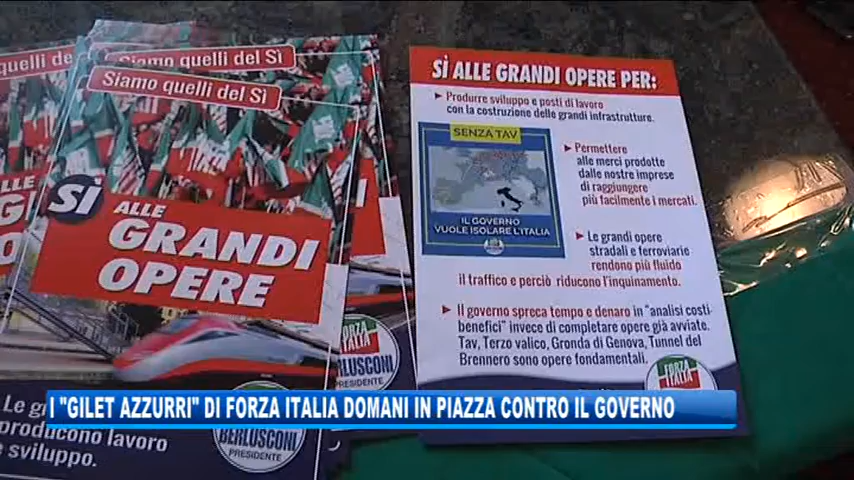 quelli del Sì
Siamo quelli del Sì
SÌ ALLE
GRANDI
OPERE
ALLE
Le
producono lavoro
e sviluppo.
FORZA
ITALIA
BERLUSCONI
PRESIDENTE
BERLUSCONI
PRESIDENTE
SÌ ALLE GRANDI OPERE PER:
Produrre sviluppo e posti di lavoro
con la costruzione delle grandi infrastrutture.
SENZA TAV
IL GOVERNO
VUOLE ISOLARE L'ITALIA
Permettere
alle merci prodotte
dalle nostre imprese
di raggiungere
più facilmente i mercati.
Le grandi opere
stradali e ferroviarie
rendono più fluido
il traffico e perciò riducono l'inquinamento.
Il governo spreca tempo e denaro in "analisi costi-
benefici" invece di completare opere già avviate.
Tav, Terzo valico, Gronda di Genova, Tunnel del
Brennero sono opere fondamentali.
FORZA
ITALIA
I "GILET AZZURRI" DI FORZA ITALIA DOMANI IN PIAZZA CONTRO IL GOVERNO